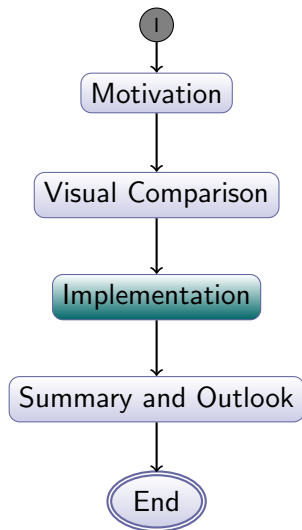 I
Motivation
Visual Comparison
Implementation
Summary and Outlook
End